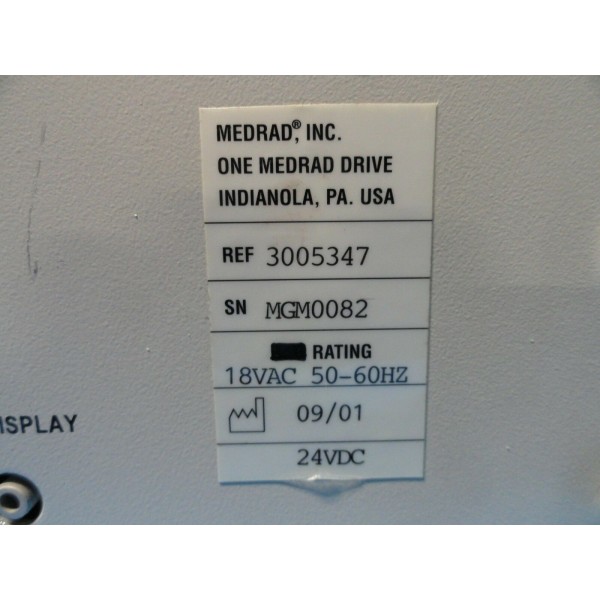 MEDRAD®, INC.
ONE MEDRAD DRIVE
INDIANOLA, PA. USA
REF 3005347
SN MGM0082
RATING
18VAC 50-60HZ
09/01
24VDC
ISPLAY